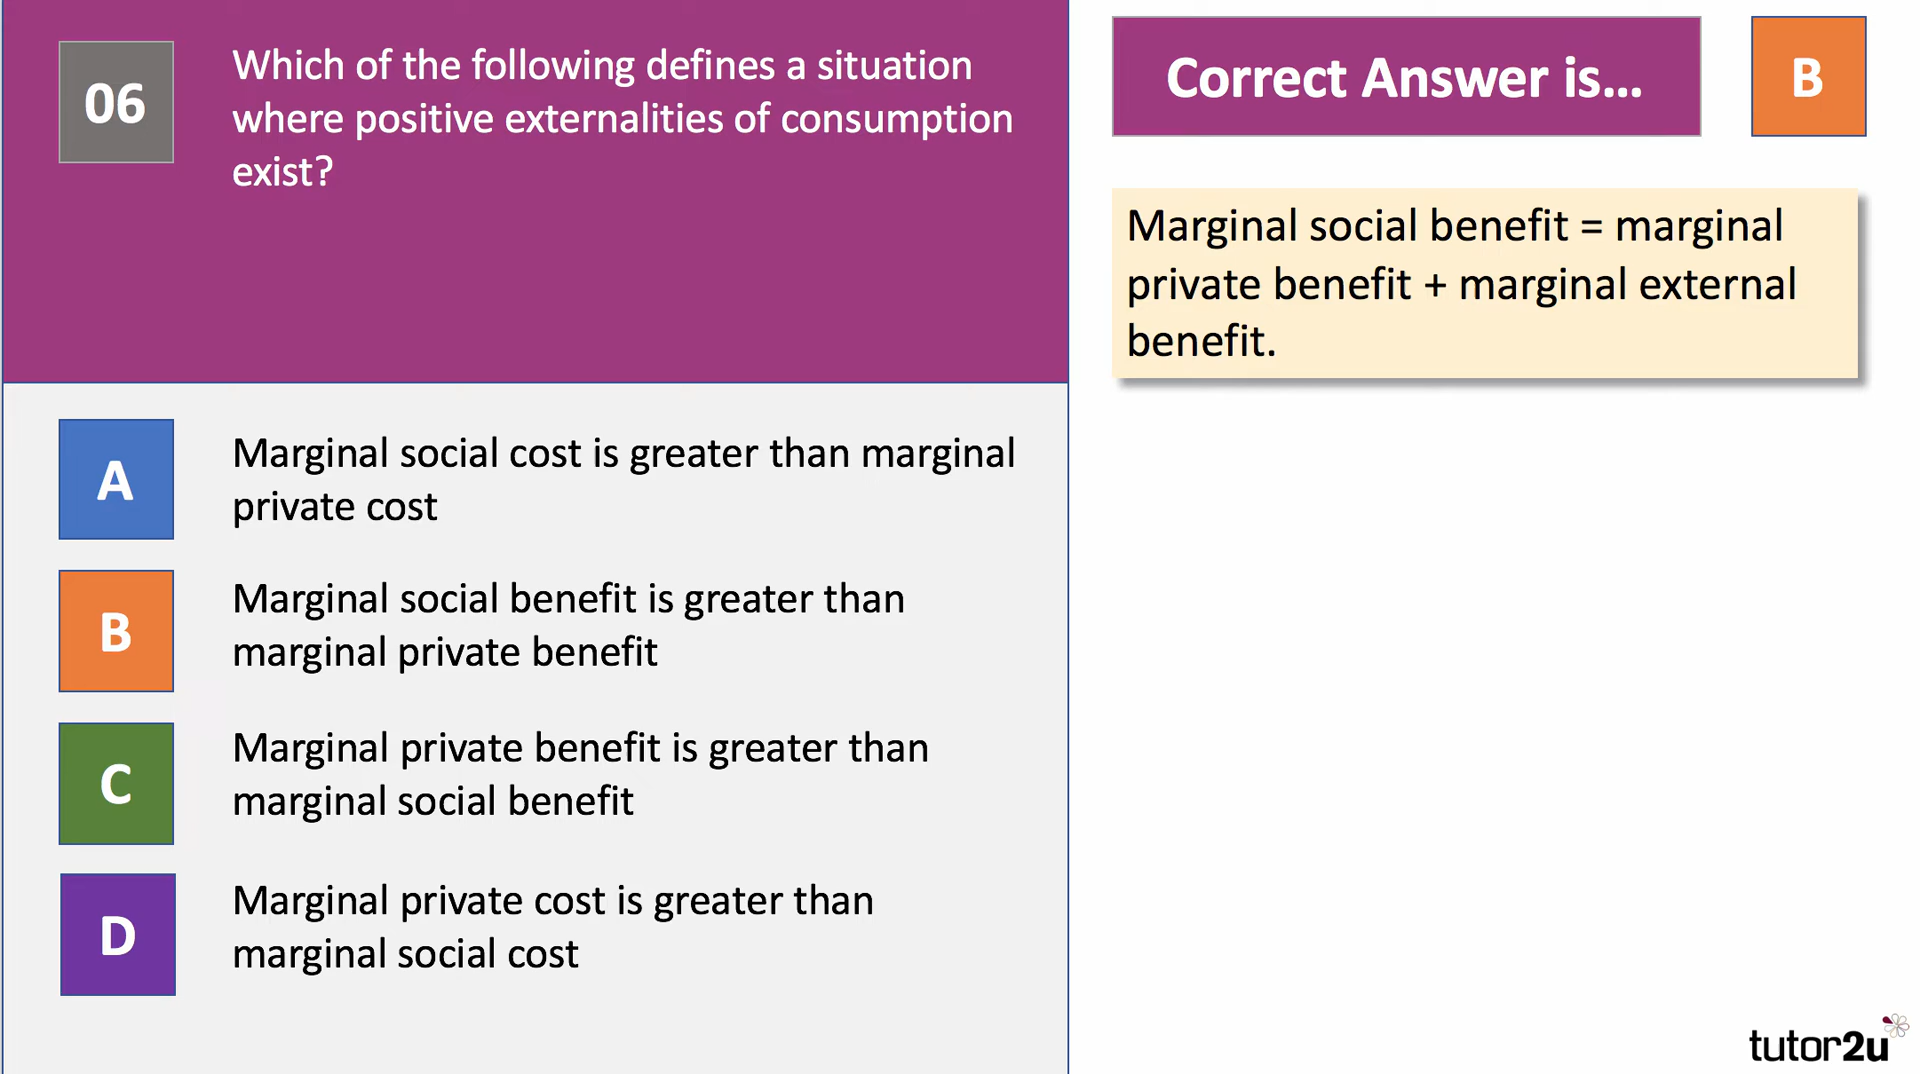 06
Which of the following defines a situation
where positive externalities of consumption
exist?
A
Marginal social cost is greater than marginal
private cost
B
Marginal social benefit is greater than
marginal private benefit
C
Marginal private benefit is greater than
marginal social benefit
D
Marginal private cost is greater than
marginal social cost
Correct Answer is...
B
Marginal social benefit = marginal
private benefit + marginal external
benefit.
tutor2u